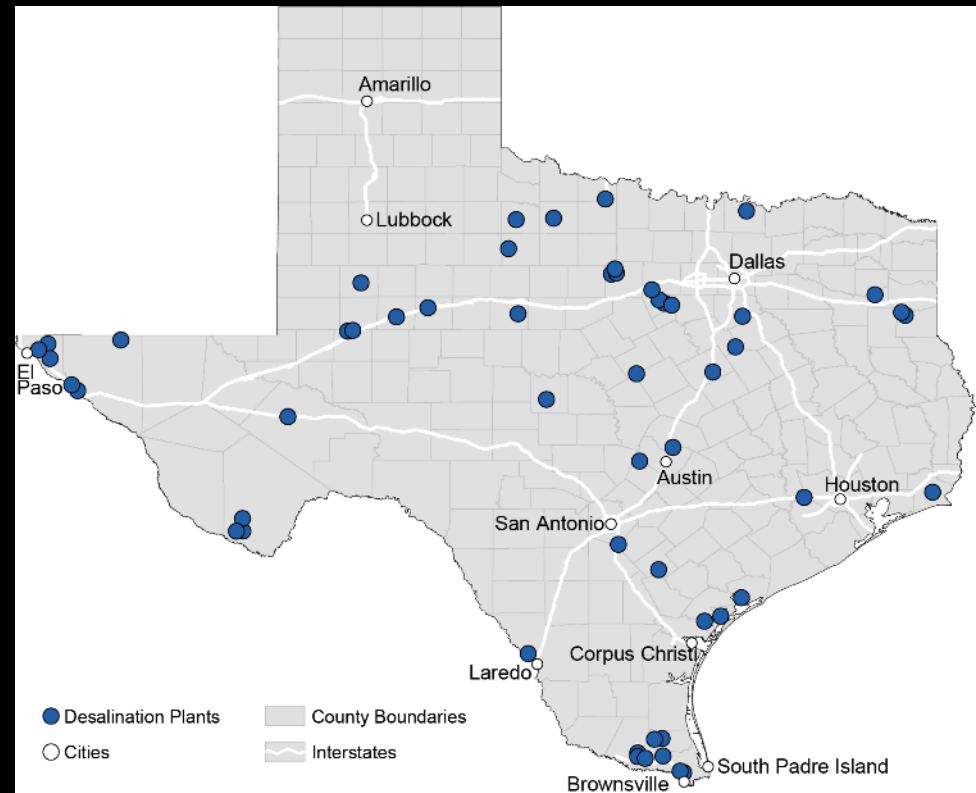 Amarillo
Lubbock
Dallas
El
Paso
Austin
Houston
San Antonio
Corpus Christi
Laredo
Desalination Plants
County Boundaries
Cities
Interstates
South Padre Island
Brownsville